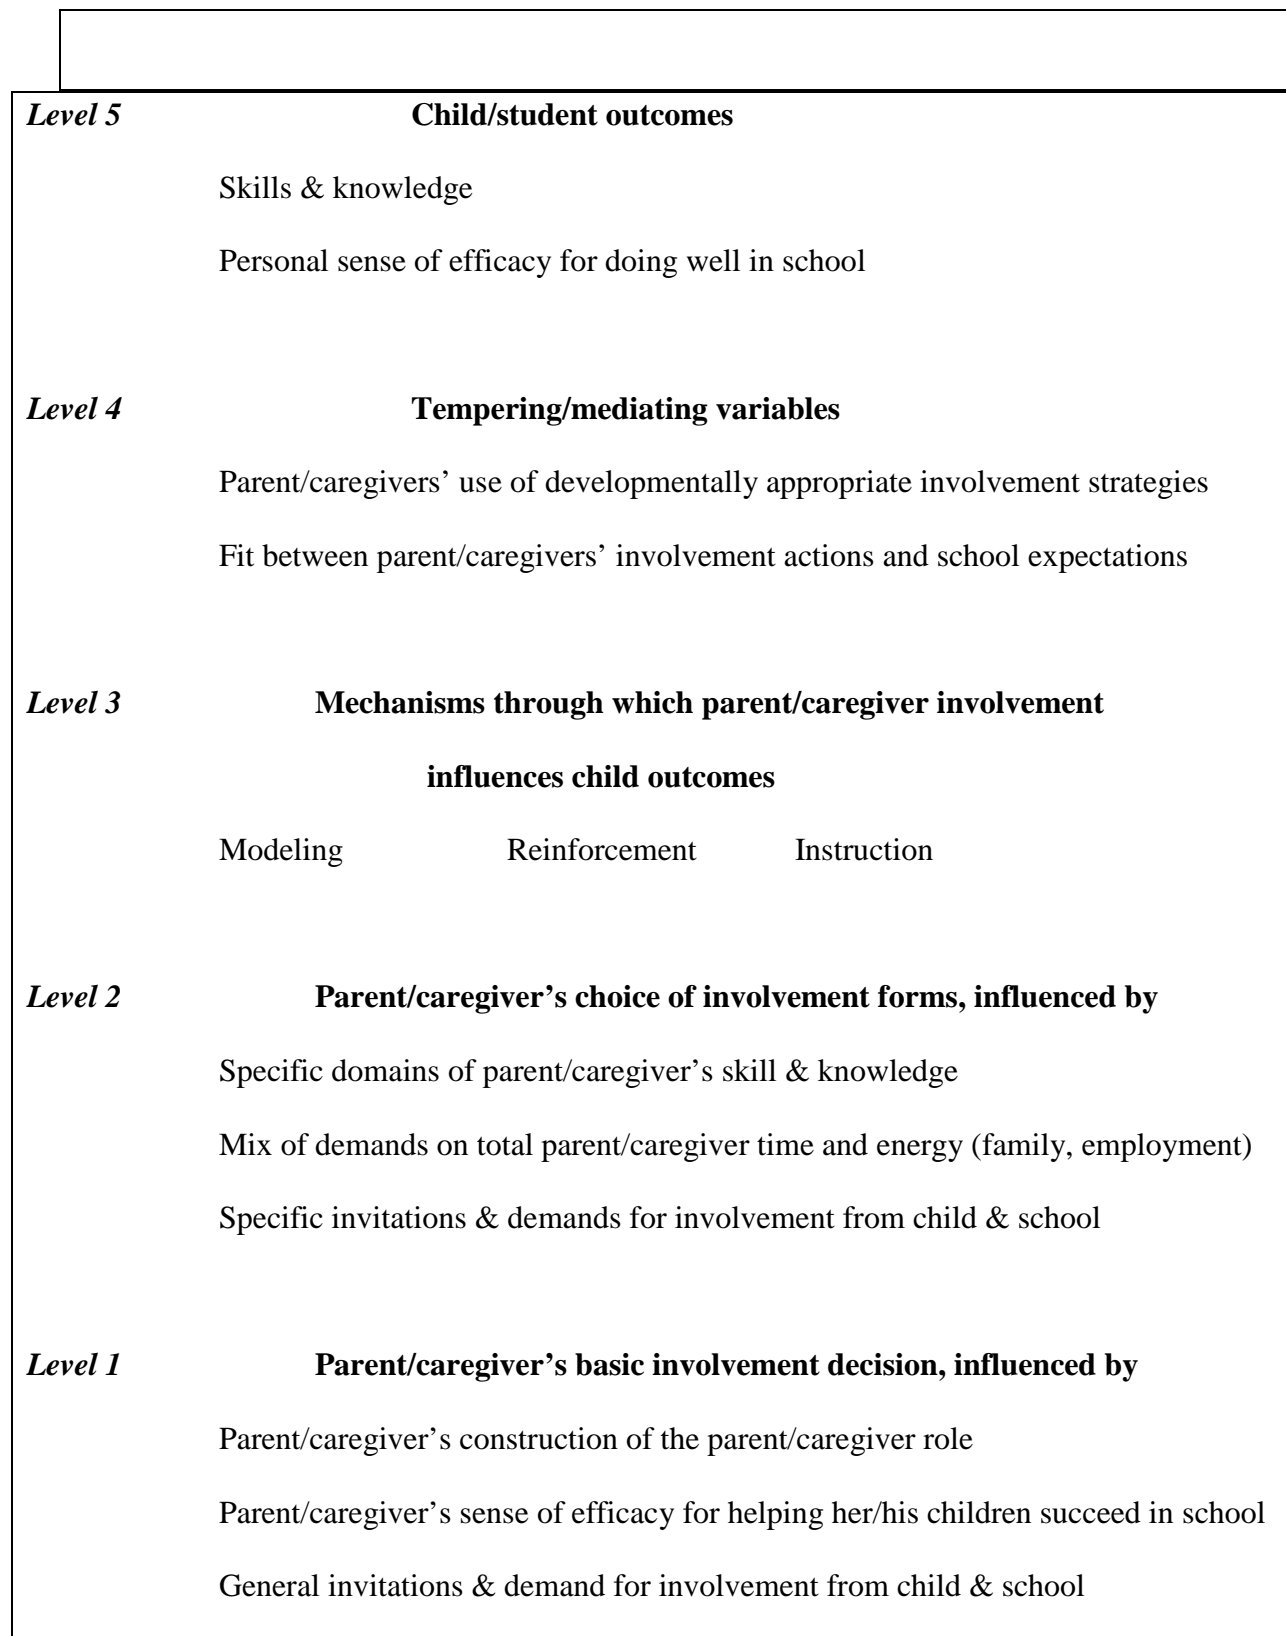 Level 5 Child/student outcomes
Skills & knowledge
Personal sense of efficacy for doing well in school
Level 4 Tempering/mediating variables
Parent/caregivers’ use of developmentally appropriate involvement strategies
Fit between parent/caregivers’ involvement actions and school expectations
Level 3 Mechanisms through which parent/caregiver involvement
influences child outcomes
Modeling Reinforcement Instruction
Level 2 Parent/caregiver’s choice of involvement forms, influenced by
Specific domains of parent/caregiver’s skill & knowledge
Mix of demands on total parent/caregiver time and energy (family, employment)
Specific invitations & demands for involvement from child & school
Level 1 Parent/caregiver’s basic involvement decision, influenced by
Parent/caregiver’s construction of the parent/caregiver role
Parent/caregiver’s sense of efficacy for helping her/his children succeed in school
General invitations & demand for involvement from child & school